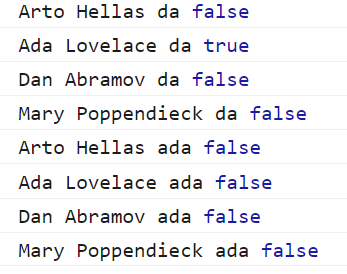 Arto Hellas da false
Ada Lovelace da true
Dan Abramov da false
Mary Poppendieck da false
Arto Hellas ada false
Ada Lovelace ada false
Dan Abramov ada false
Mary Poppendieck ada false